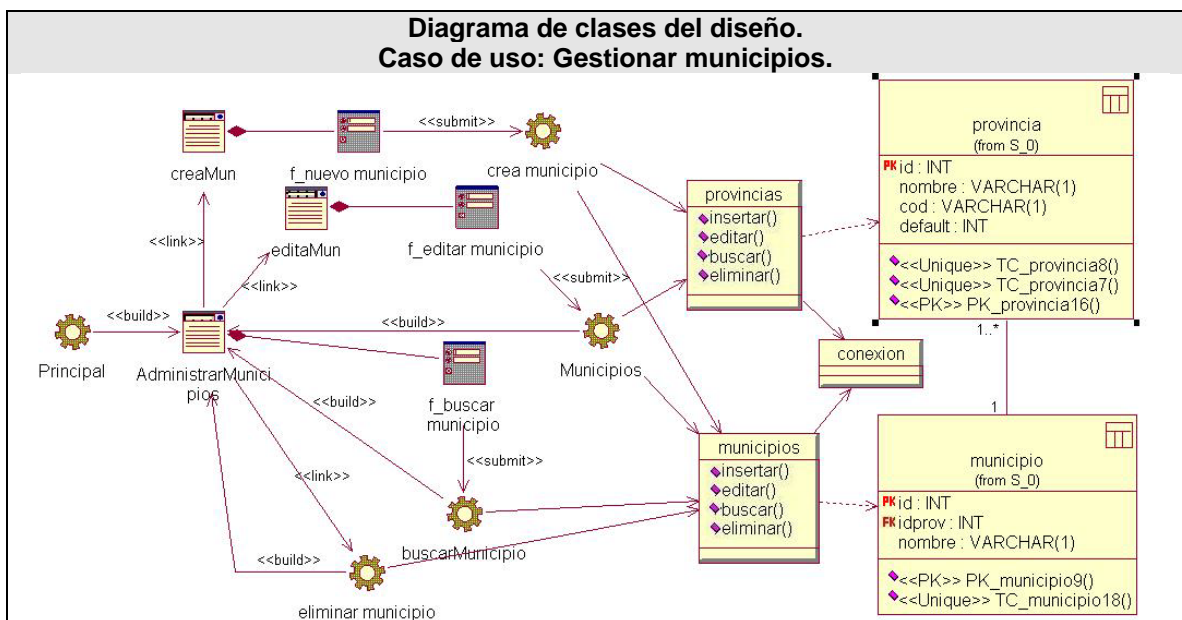 Diagrama de clases del diseño.
Caso de uso: Gestionar municipios.
creaMun
f_nuevo municipio
<<submit>>
crea municipio
<<link>>
editaMun
f_editar municipio
<<link>>
<<submit>>
<<build>>
Principal
AdministrarMunici
pios
<<build>>
Municipios
f_buscar
municipio
<<build>>
<<submit>>
<<link>>
buscarMunicipio
<<build>>
eliminar municipio
provincias
insertar()
editar()
buscar()
eliminar()
conexion
municipios
insertar()
editar()
buscar()
eliminar()
provincia
(from S_0)
PK id : INT
nombre : VARCHAR(1)
cod : VARCHAR(1)
default : INT
<<Unique>> TC_provincia8()
<<Unique>> TC_provincia7()
<<PK>> PK_provincia16()
1..*
1
municipio
(from S_0)
PK id : INT
FK idprov : INT
nombre : VARCHAR(1)
<<PK>> PK_municipio9()
<<Unique>> TC_municipio18()